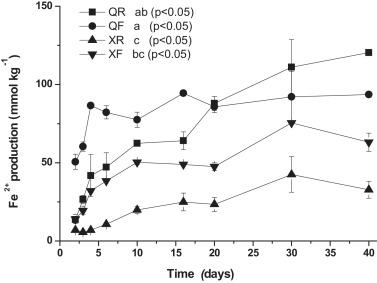 QR ab (p<0.05)
QF a (p<0.05)
XR c (p<0.05)
XF bc (p<0.05)
150
100
50
0
0 10 20 30 40
Time (days)
Fe²⁺ production (mmol kg⁻¹)